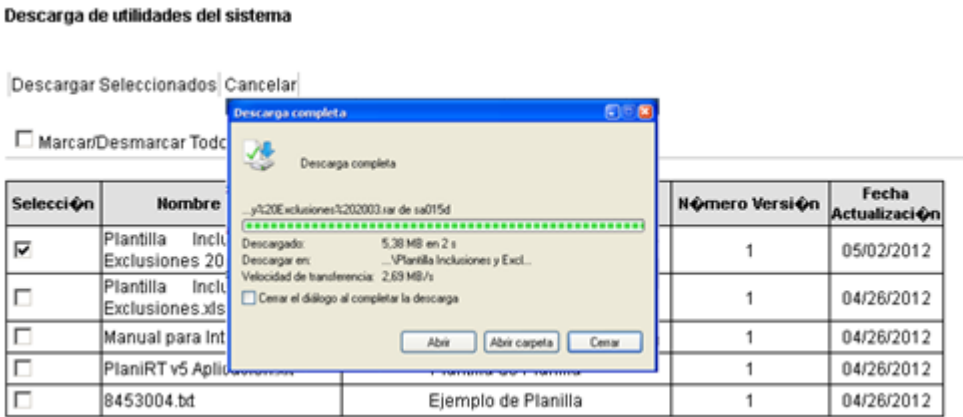 Descarga de utilidades del sistema
Descargar Seleccionados Cancelar
Marcar/Desmarcar Todo
Descarga completa
Descarga completa
...y%20Exclusiones%202003.rar de sa015d
Descargado: 5,38 MB en 2 s
Descargar en: ...\Plantilla Inclusiones y Excl...
Velocidad de transferencia: 2,69 MB/s
Cerrar el diálogo al completar la descarga
Abrir Abrir carpeta Cerrar
Selecci�n Nombre N�mero Versi�n Fecha
Actualizaci�n
Plantilla Inclu
Exclusiones 20 1 05/02/2012
Plantilla Inclu
Exclusiones.xls 1 04/26/2012
Manual para Int 1 04/26/2012
PlaniRT v5 1 04/26/2012
8453004.txt Ejemplo de Planilla 1 04/26/2012